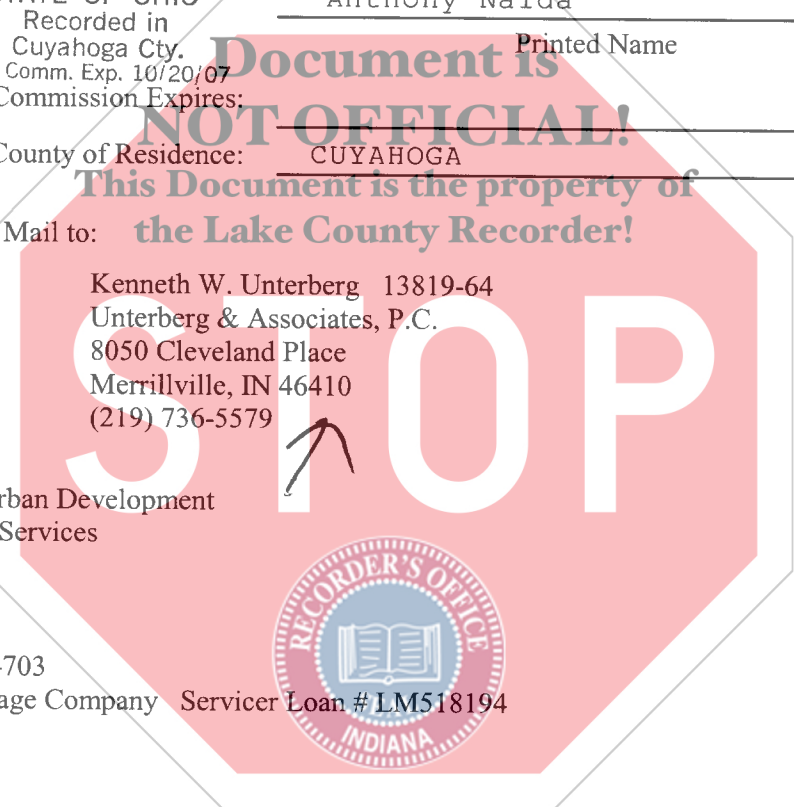 STATE OF OHIO
Anthony Naida
Recorded in
Cuyahoga Cty.
Printed Name
Comm. Exp. 10/20/07
Document is
Commission Expires:
NOT OFFICIAL!
County of Residence: CUYAHOGA
This Document is the property of
Mail to:
the Lake County Recorder!
Kenneth W. Unterberg 13819-64
Unterberg & Associates, P.C.
8050 Cleveland Place
Merrillville, IN 46410
(219) 736-5579
STOP
rban Development
Services
RECORDER'S OFFICE
703
age Company Servicer Loan # LM518194
INDIANA